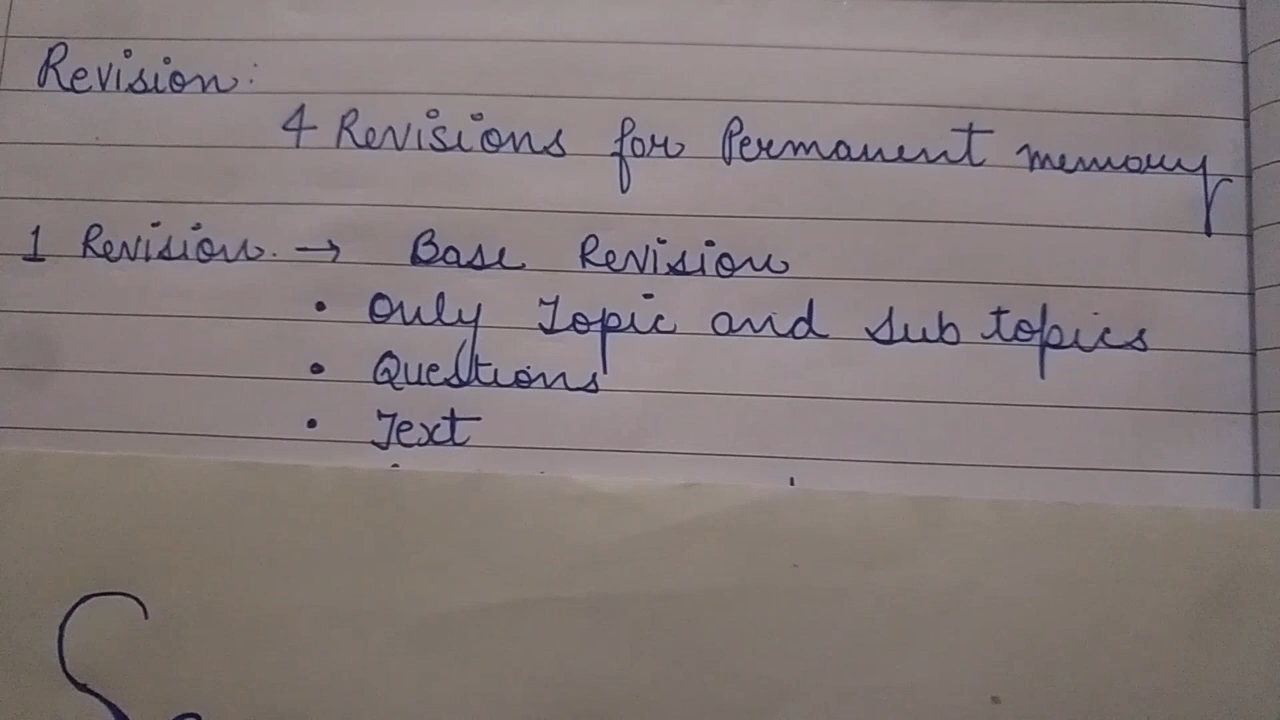 Revision:
4 Revisions for Permanent memory
1 Revision. → Base Revision
• Only Topic and Sub topics
• Questions
• Text